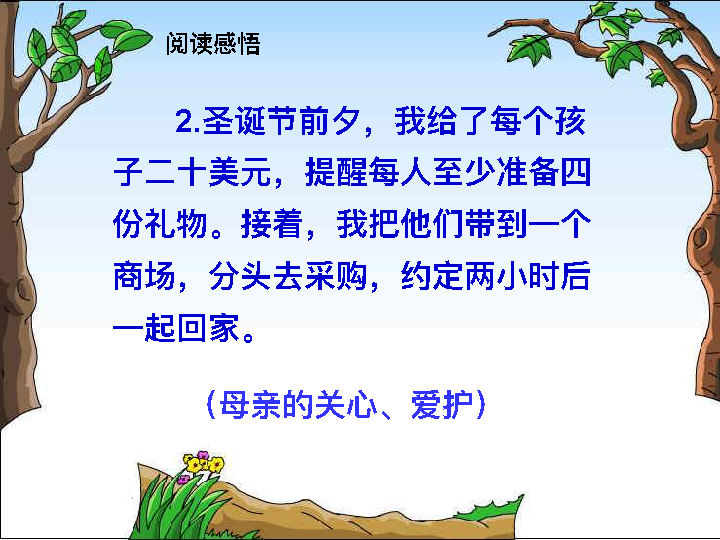 阅读感悟
2.圣诞节前夕，我给了每个孩
子二十美元，提醒每人至少准备四
份礼物。接着，我把他们带到一个
商场，分头去采购，约定两小时后
一起回家。
（母亲的关心、爱护）